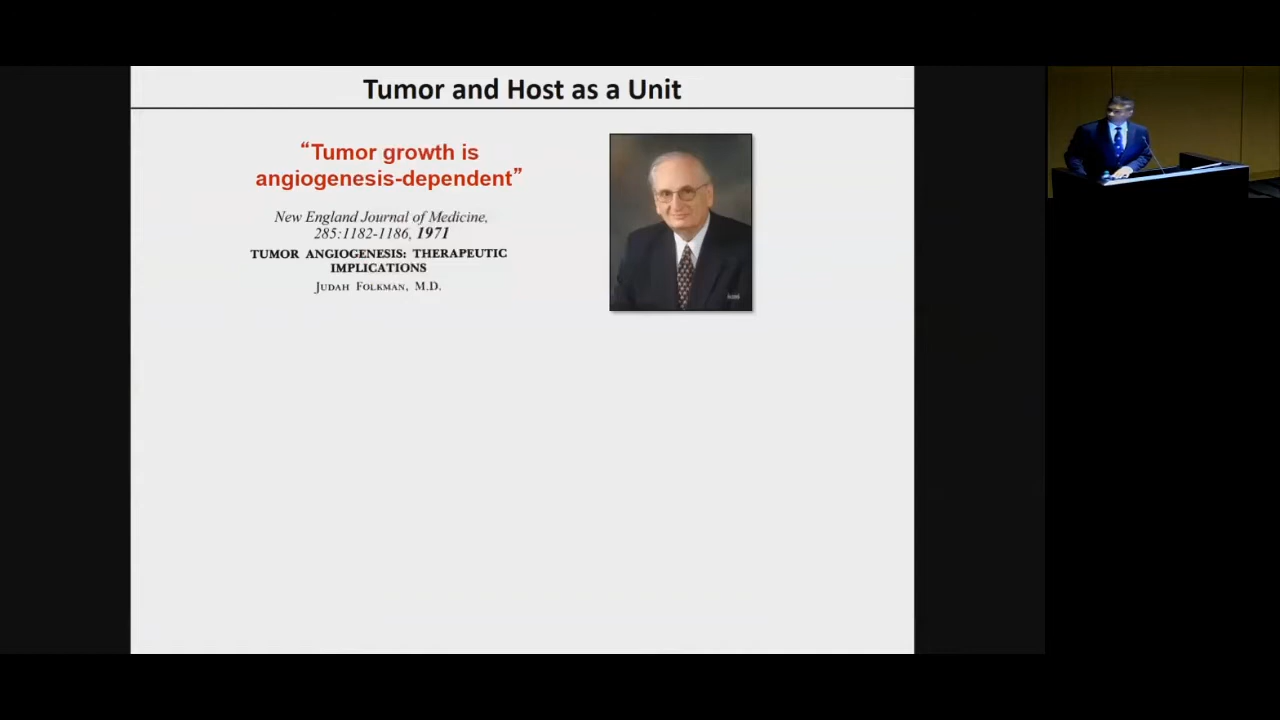 Tumor and Host as a Unit
“Tumor growth is
angiogenesis-dependent”
New England Journal of Medicine,
285:1182-1186, 1971
TUMOR ANGIOGENESIS: THERAPEUTIC
IMPLICATIONS
JUDAH FOLKMAN, M.D.